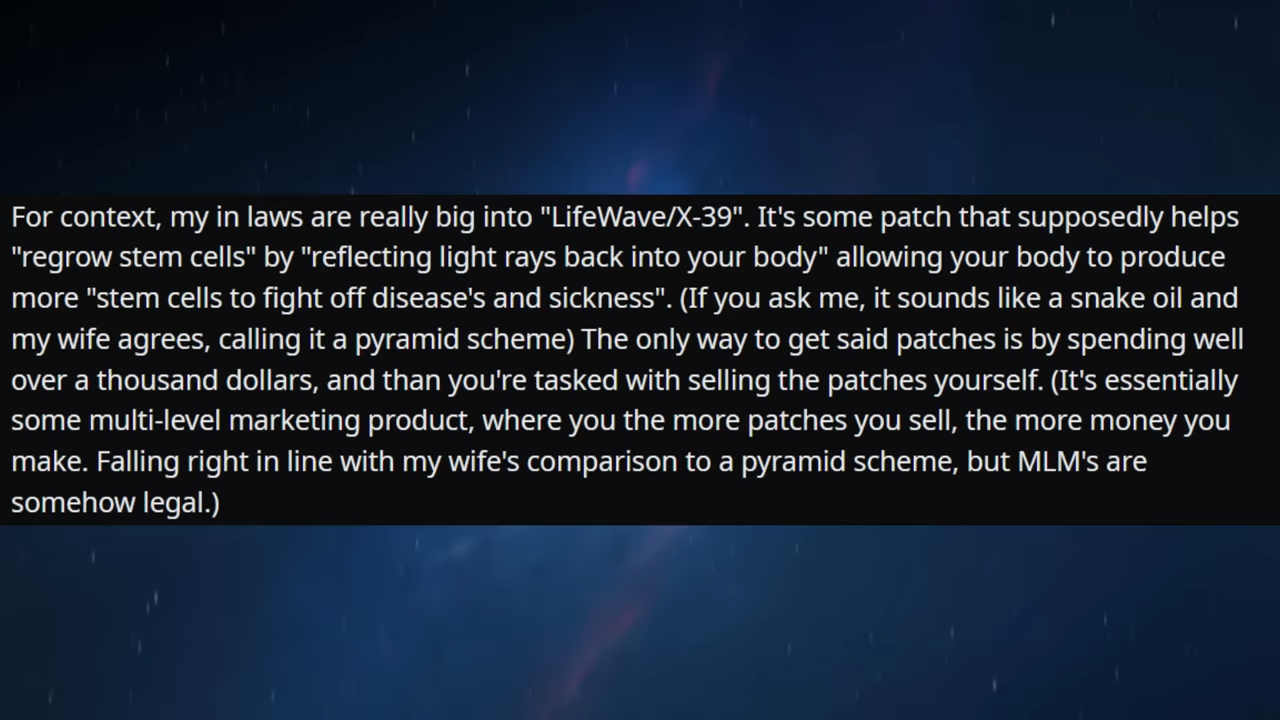 For context, my in laws are really big into "LifeWave/X-39". It's some patch that supposedly helps
"regrow stem cells" by "reflecting light rays back into your body" allowing your body to produce
more "stem cells to fight off disease's and sickness". (If you ask me, it sounds like a snake oil and
my wife agrees, calling it a pyramid scheme) The only way to get said patches is by spending well
over a thousand dollars, and than you're tasked with selling the patches yourself. (It's essentially
some multi-level marketing product, where you the more patches you sell, the more money you
make. Falling right in line with my wife's comparison to a pyramid scheme, but MLM's are
somehow legal.)